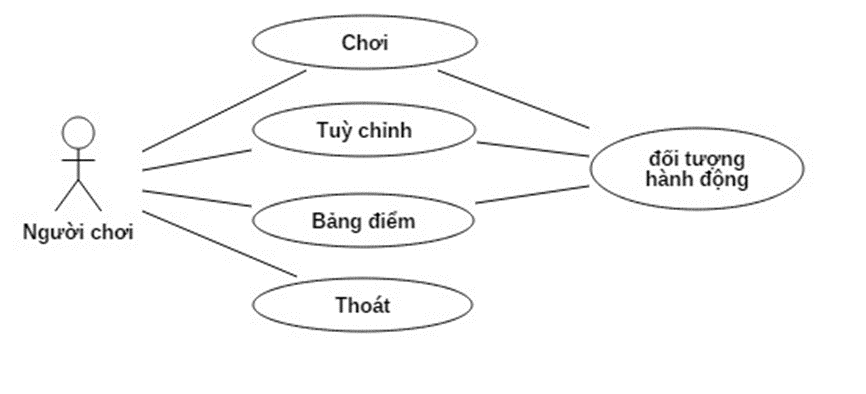 Chơi
Tuỳ chỉnh
đối tượng
hành động
Người chơi
Bảng điểm
Thoát